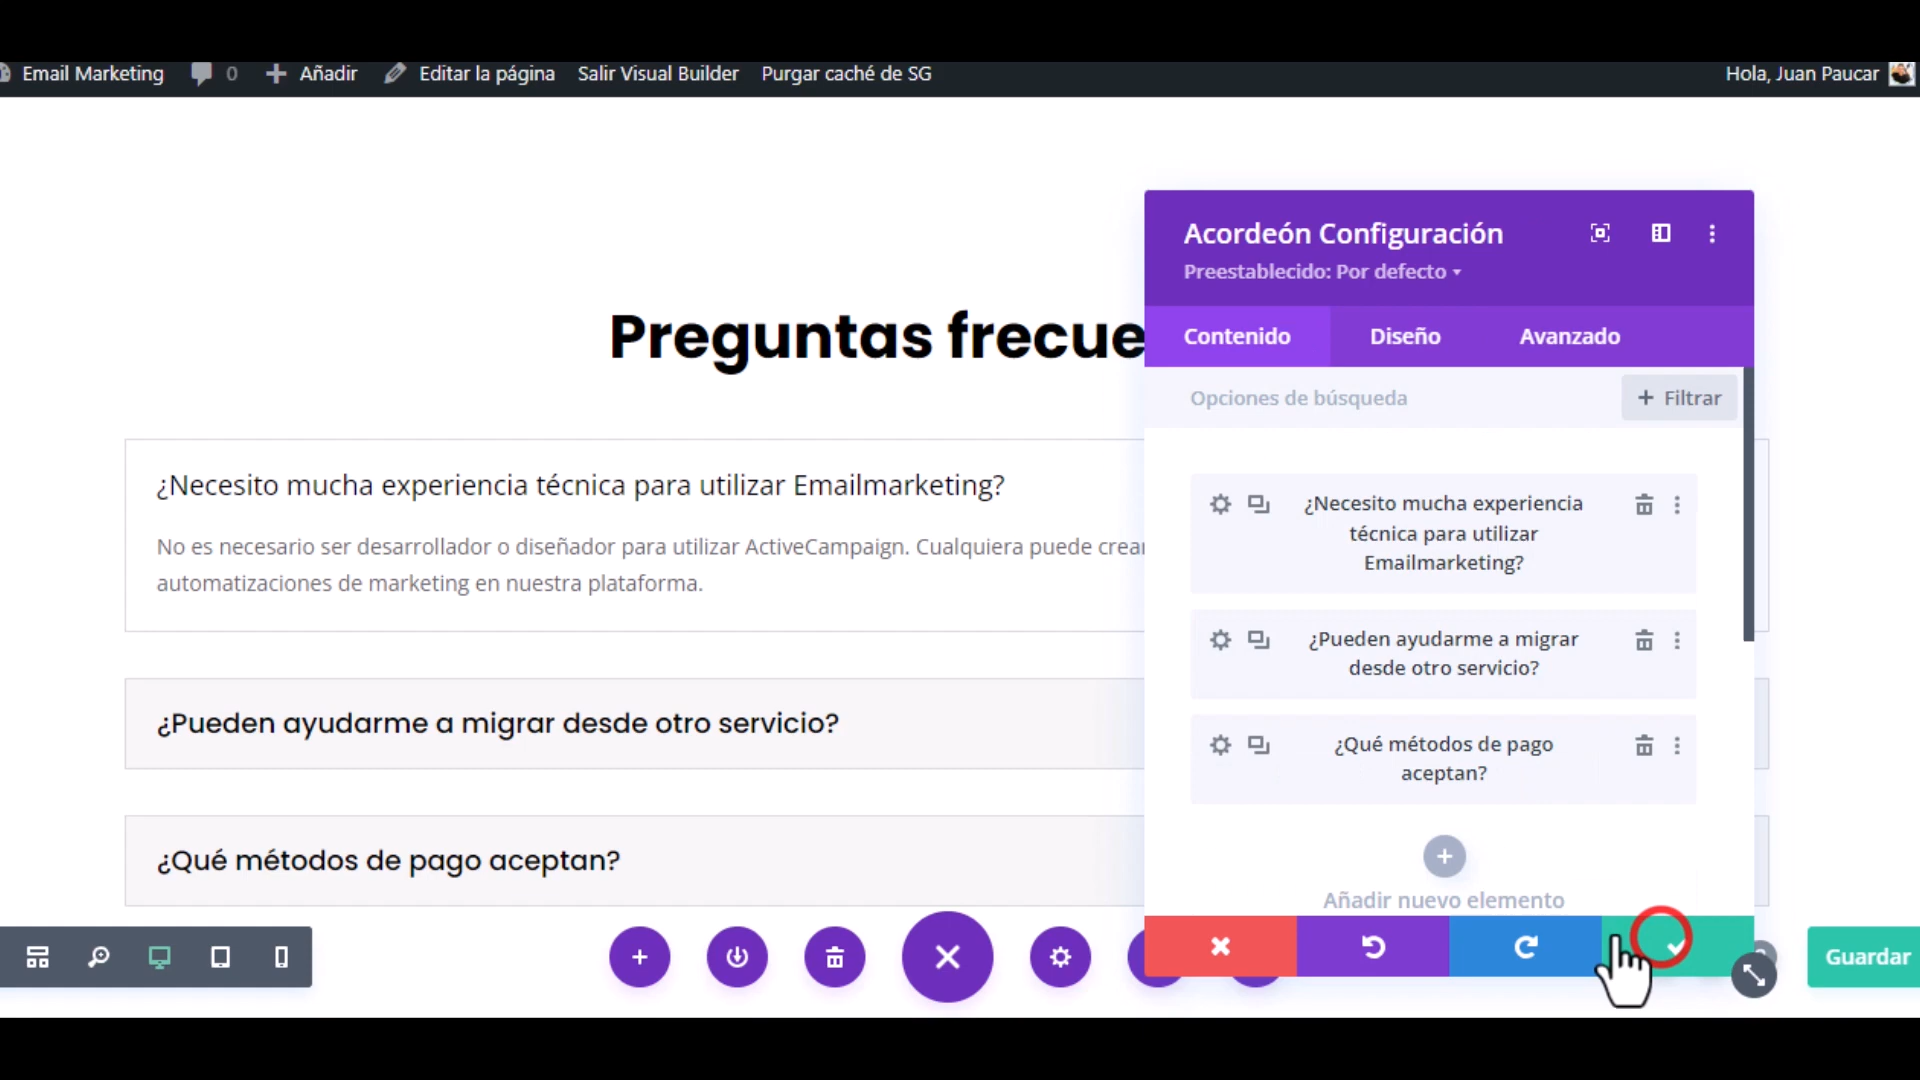 Email Marketing 0 Añadir Editar la página Salir Visual Builder Purgar caché de SG Hola, Juan Paucar
Preguntas frecue
¿Necesito mucha experiencia técnica para utilizar Emailmarketing?
No es necesario ser desarrollador o diseñador para utilizar ActiveCampaign. Cualquiera puede crear
automatizaciones de marketing en nuestra plataforma.
¿Pueden ayudarme a migrar desde otro servicio?
¿Qué métodos de pago aceptan?
Acordeón Configuración
Preestablecido: Por defecto
Contenido Diseño Avanzado
Opciones de búsqueda + Filtrar
¿Necesito mucha experiencia
técnica para utilizar
Emailmarketing?
¿Pueden ayudarme a migrar
desde otro servicio?
¿Qué métodos de pago
aceptan?
Añadir nuevo elemento
Guardar